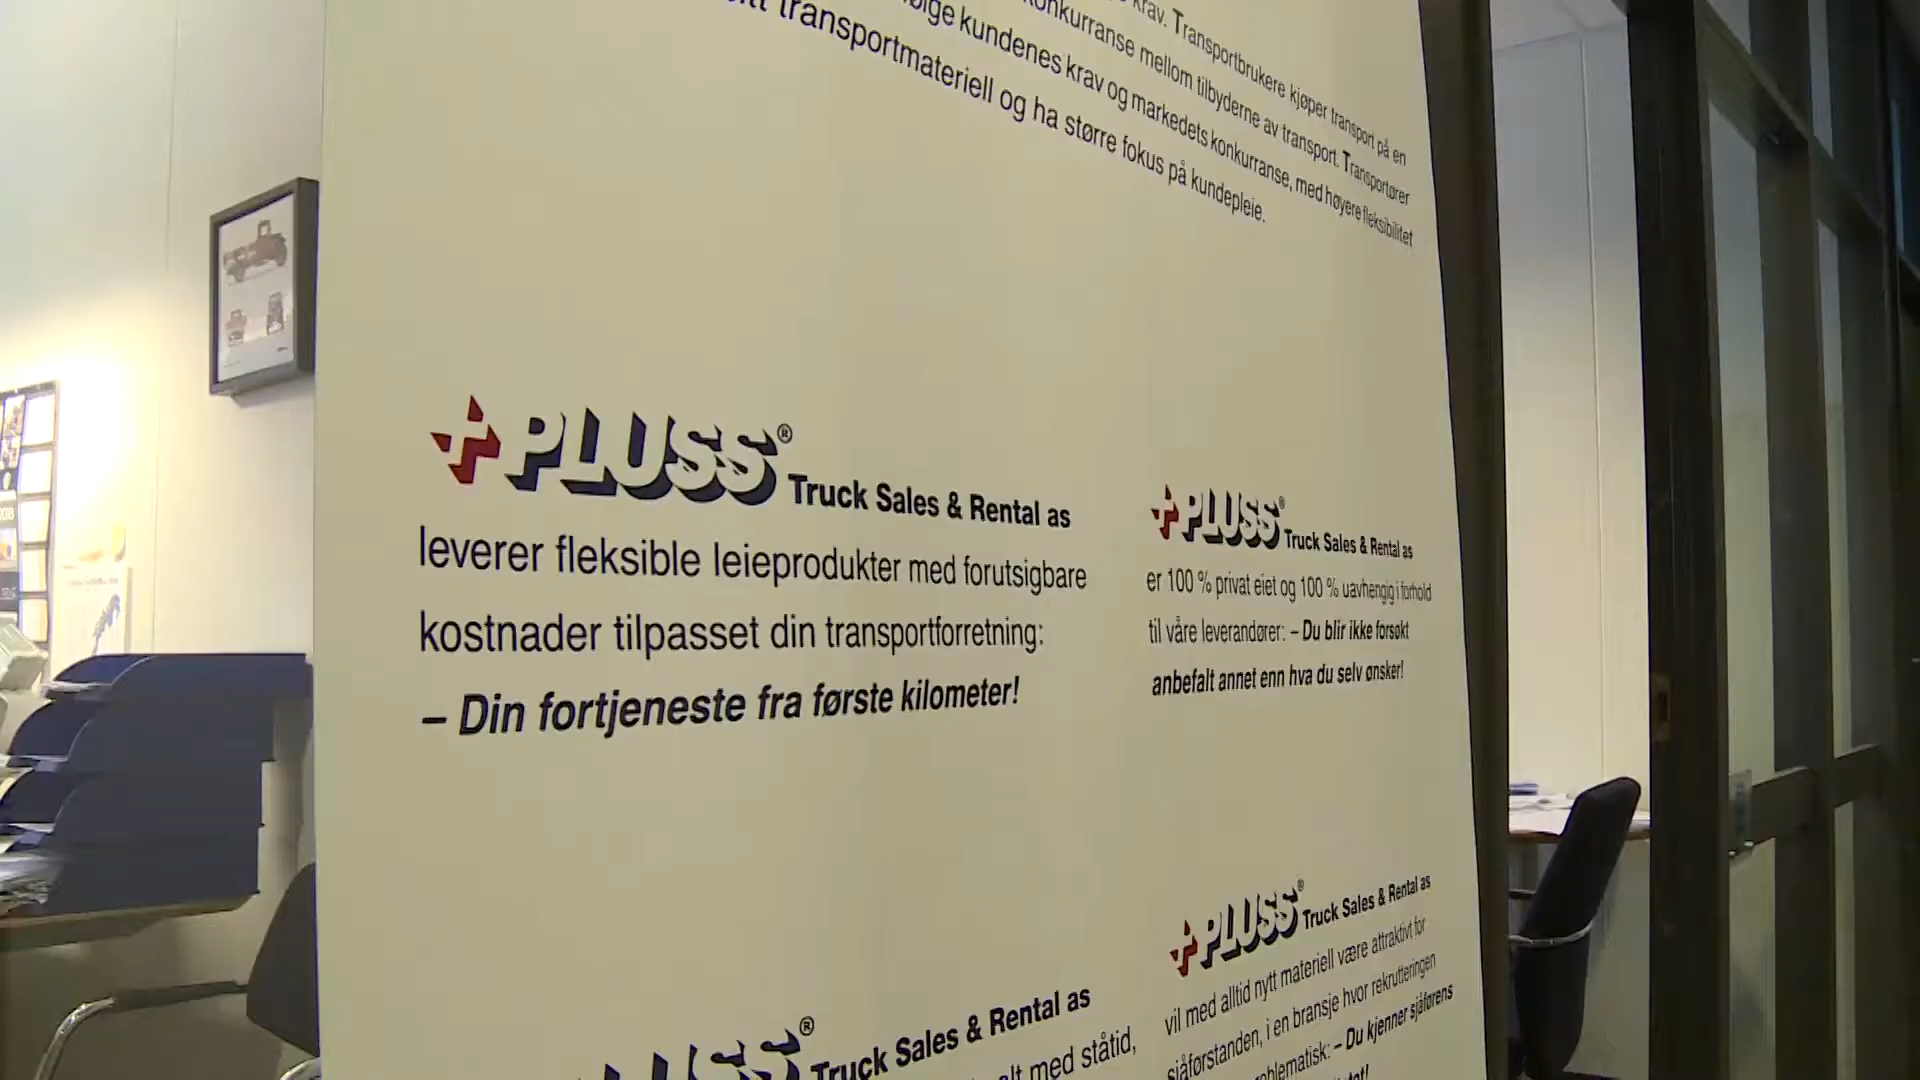 krav. Transportbrukere kjøper transport på en
konkurranse mellom tilbyderne av transport. Transportører
kundenes krav og markedets konkurranse, med høyere fleksibilitet
transportmateriell og ha større fokus på kundepleie.
+PLUSS® Truck Sales & Rental as
leverer fleksible leieprodukter med forutsigbare
kostnader tilpasset din transportforretning:
– Din fortjeneste fra første kilometer!
+PLUSS® Truck Sales & Rental as
er 100 % privat eiet og 100 % uavhengig i forhold
til våre leverandører: – Du blir ikke forsøkt
anbefalt annet enn hva du selv ønsker!
PLUSS® Truck Sales & Rental as
med ståtid,
+PLUSS® Truck Sales & Rental as
vil med alltid nytt materiell være attraktivt for
sjåførstanden, i en bransje hvor rekrutteringen
– Du kjenner sjåførens